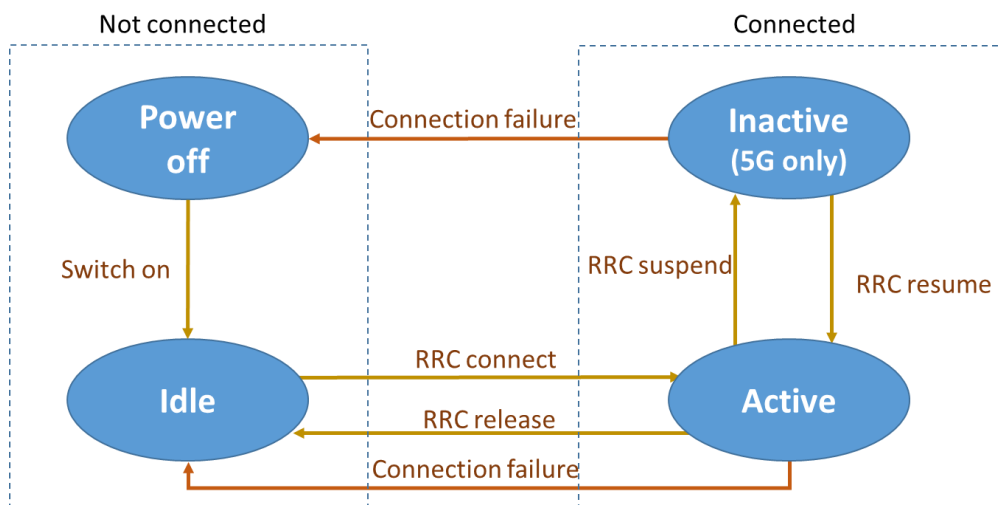 Not connected
Connected
Power
off
Connection failure
Inactive
(5G only)
Switch on
RRC suspend
RRC resume
Idle
RRC connect
RRC release
Connection failure
Active